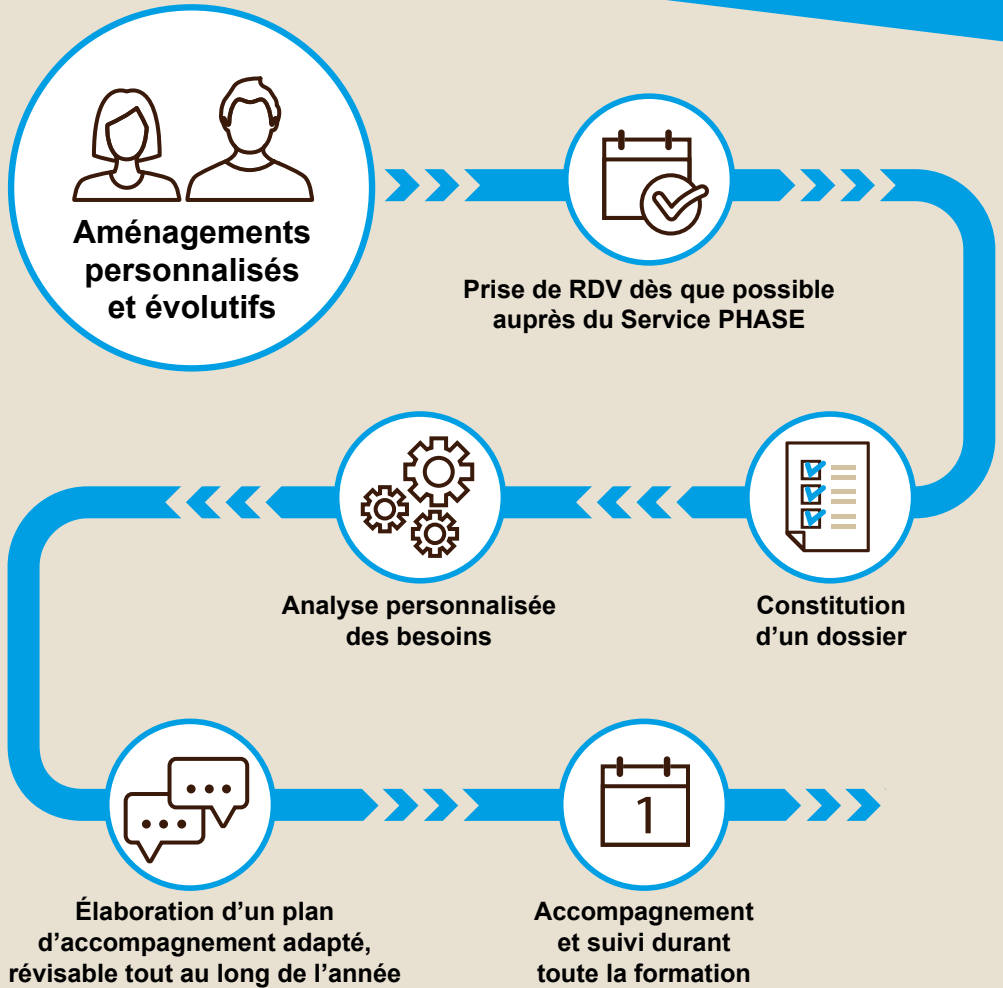 Aménagements
personnalisés
et évolutifs
Prise de RDV dès que possible
auprès du Service PHASE
Constitution
d’un dossier
Analyse personnalisée
des besoins
Élaboration d’un plan
d’accompagnement adapté,
révisable tout au long de l’année
1
Accompagnement
et suivi durant
toute la formation